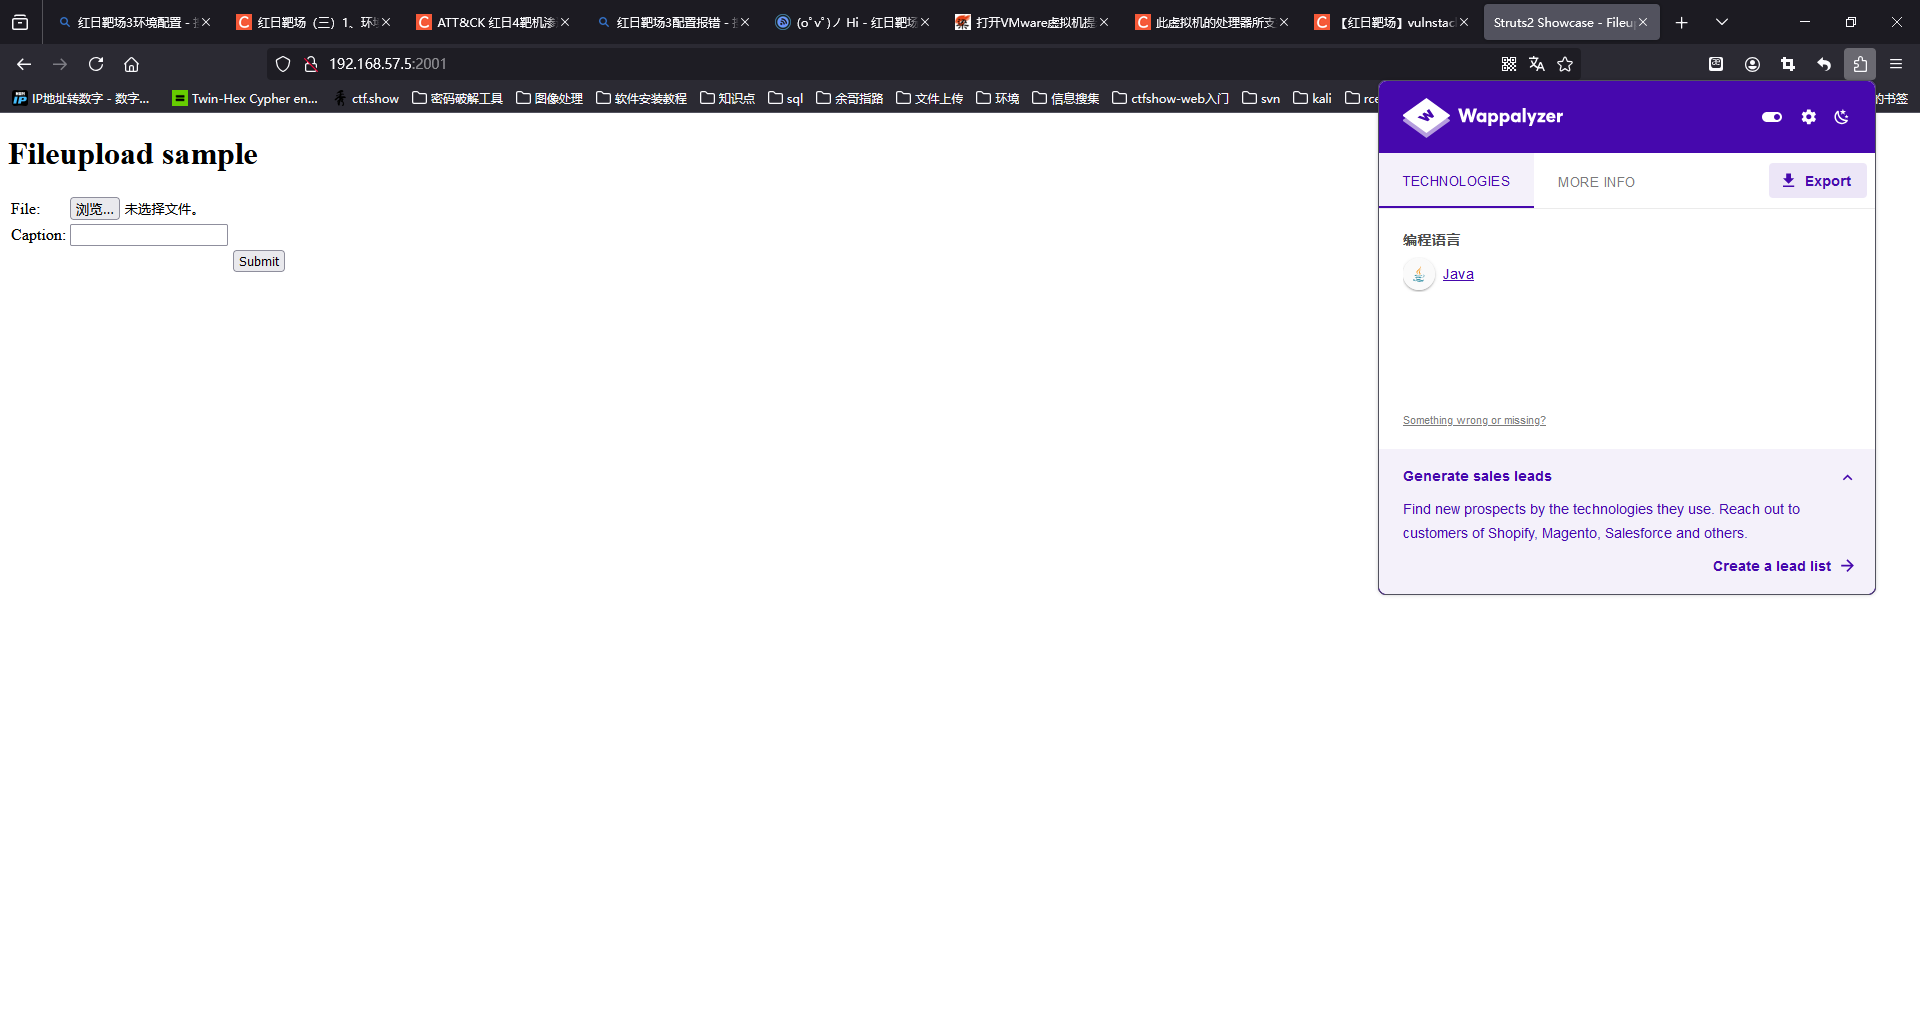 红日靶场3环境配置 - 
红日靶场（三）1、环
ATT&CK 红日4靶机渗
红日靶场3配置报错 - 
(o°v°)ノ Hi - 红日靶场
打开VMware虚拟机提
此虚拟机的处理器所支
【红日靶场】vulnstac
Struts2 Showcase - Fileu
192.168.57.5:2001
IP地址转数字 - 数字...
Twin-Hex Cypher en...
ctf.show
密码破解工具
图像处理
软件安装教程
知识点
sql
余哥指路
文件上传
环境
信息搜集
ctfshow-web入门
svn
kali
rce
的书签
Fileupload sample
File: 浏览... 未选择文件。
Caption:
Submit
Wappalyzer
TECHNOLOGIES
MORE INFO
Export
编程语言
Java
Something wrong or missing?
Generate sales leads
Find new prospects by the technologies they use. Reach out to
customers of Shopify, Magento, Salesforce and others.
Create a lead list